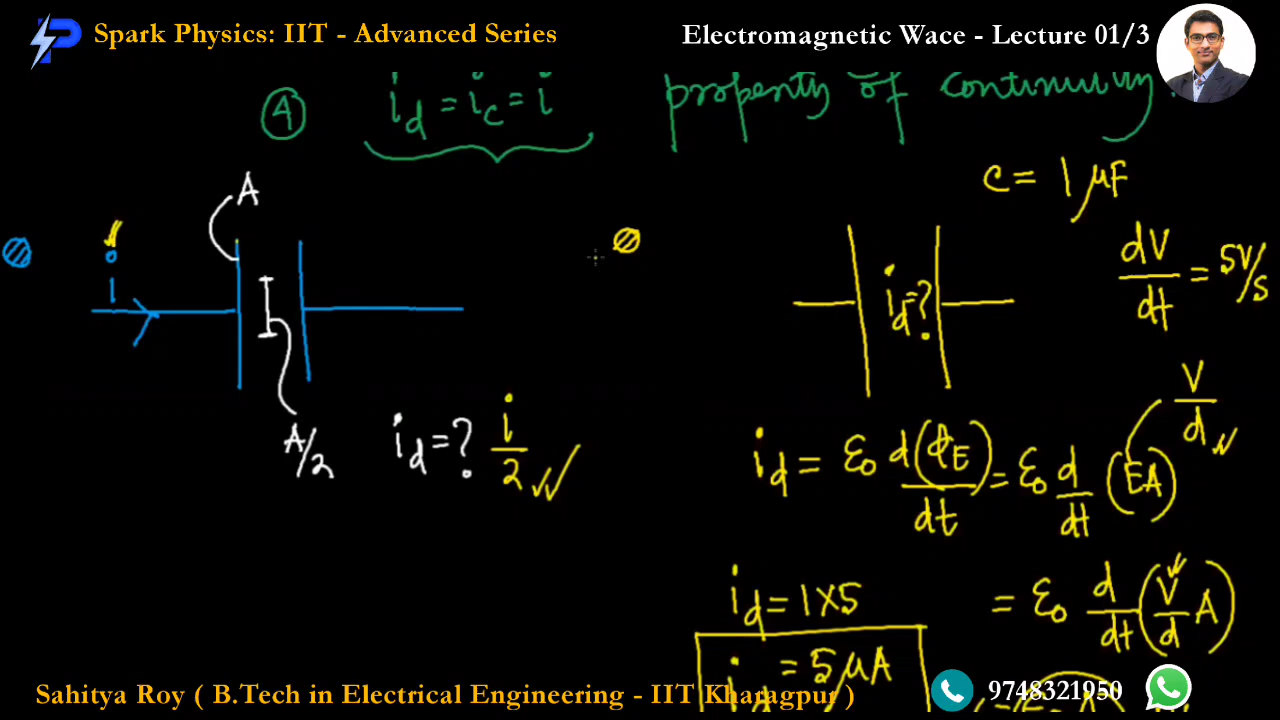 Spark Physics: IIT - Advanced Series
Electromagnetic Wace - Lecture 01/3
④ i_d = i_c = i
property of continuity.
A
i
A/2
i_d = ? i/2
C = 1 μF
dV/dt = 5V/s
i_d = ?
V/d
i_d = ε₀ d(ϕ_E)/dt = ε₀ d/dt (EA)
i_d = 1×5
= ε₀ d/dt (V/d A)
= 5 μA
Sahitya Roy ( B.Tech in Electrical Engineering - IIT Kharagpur )
9748321950